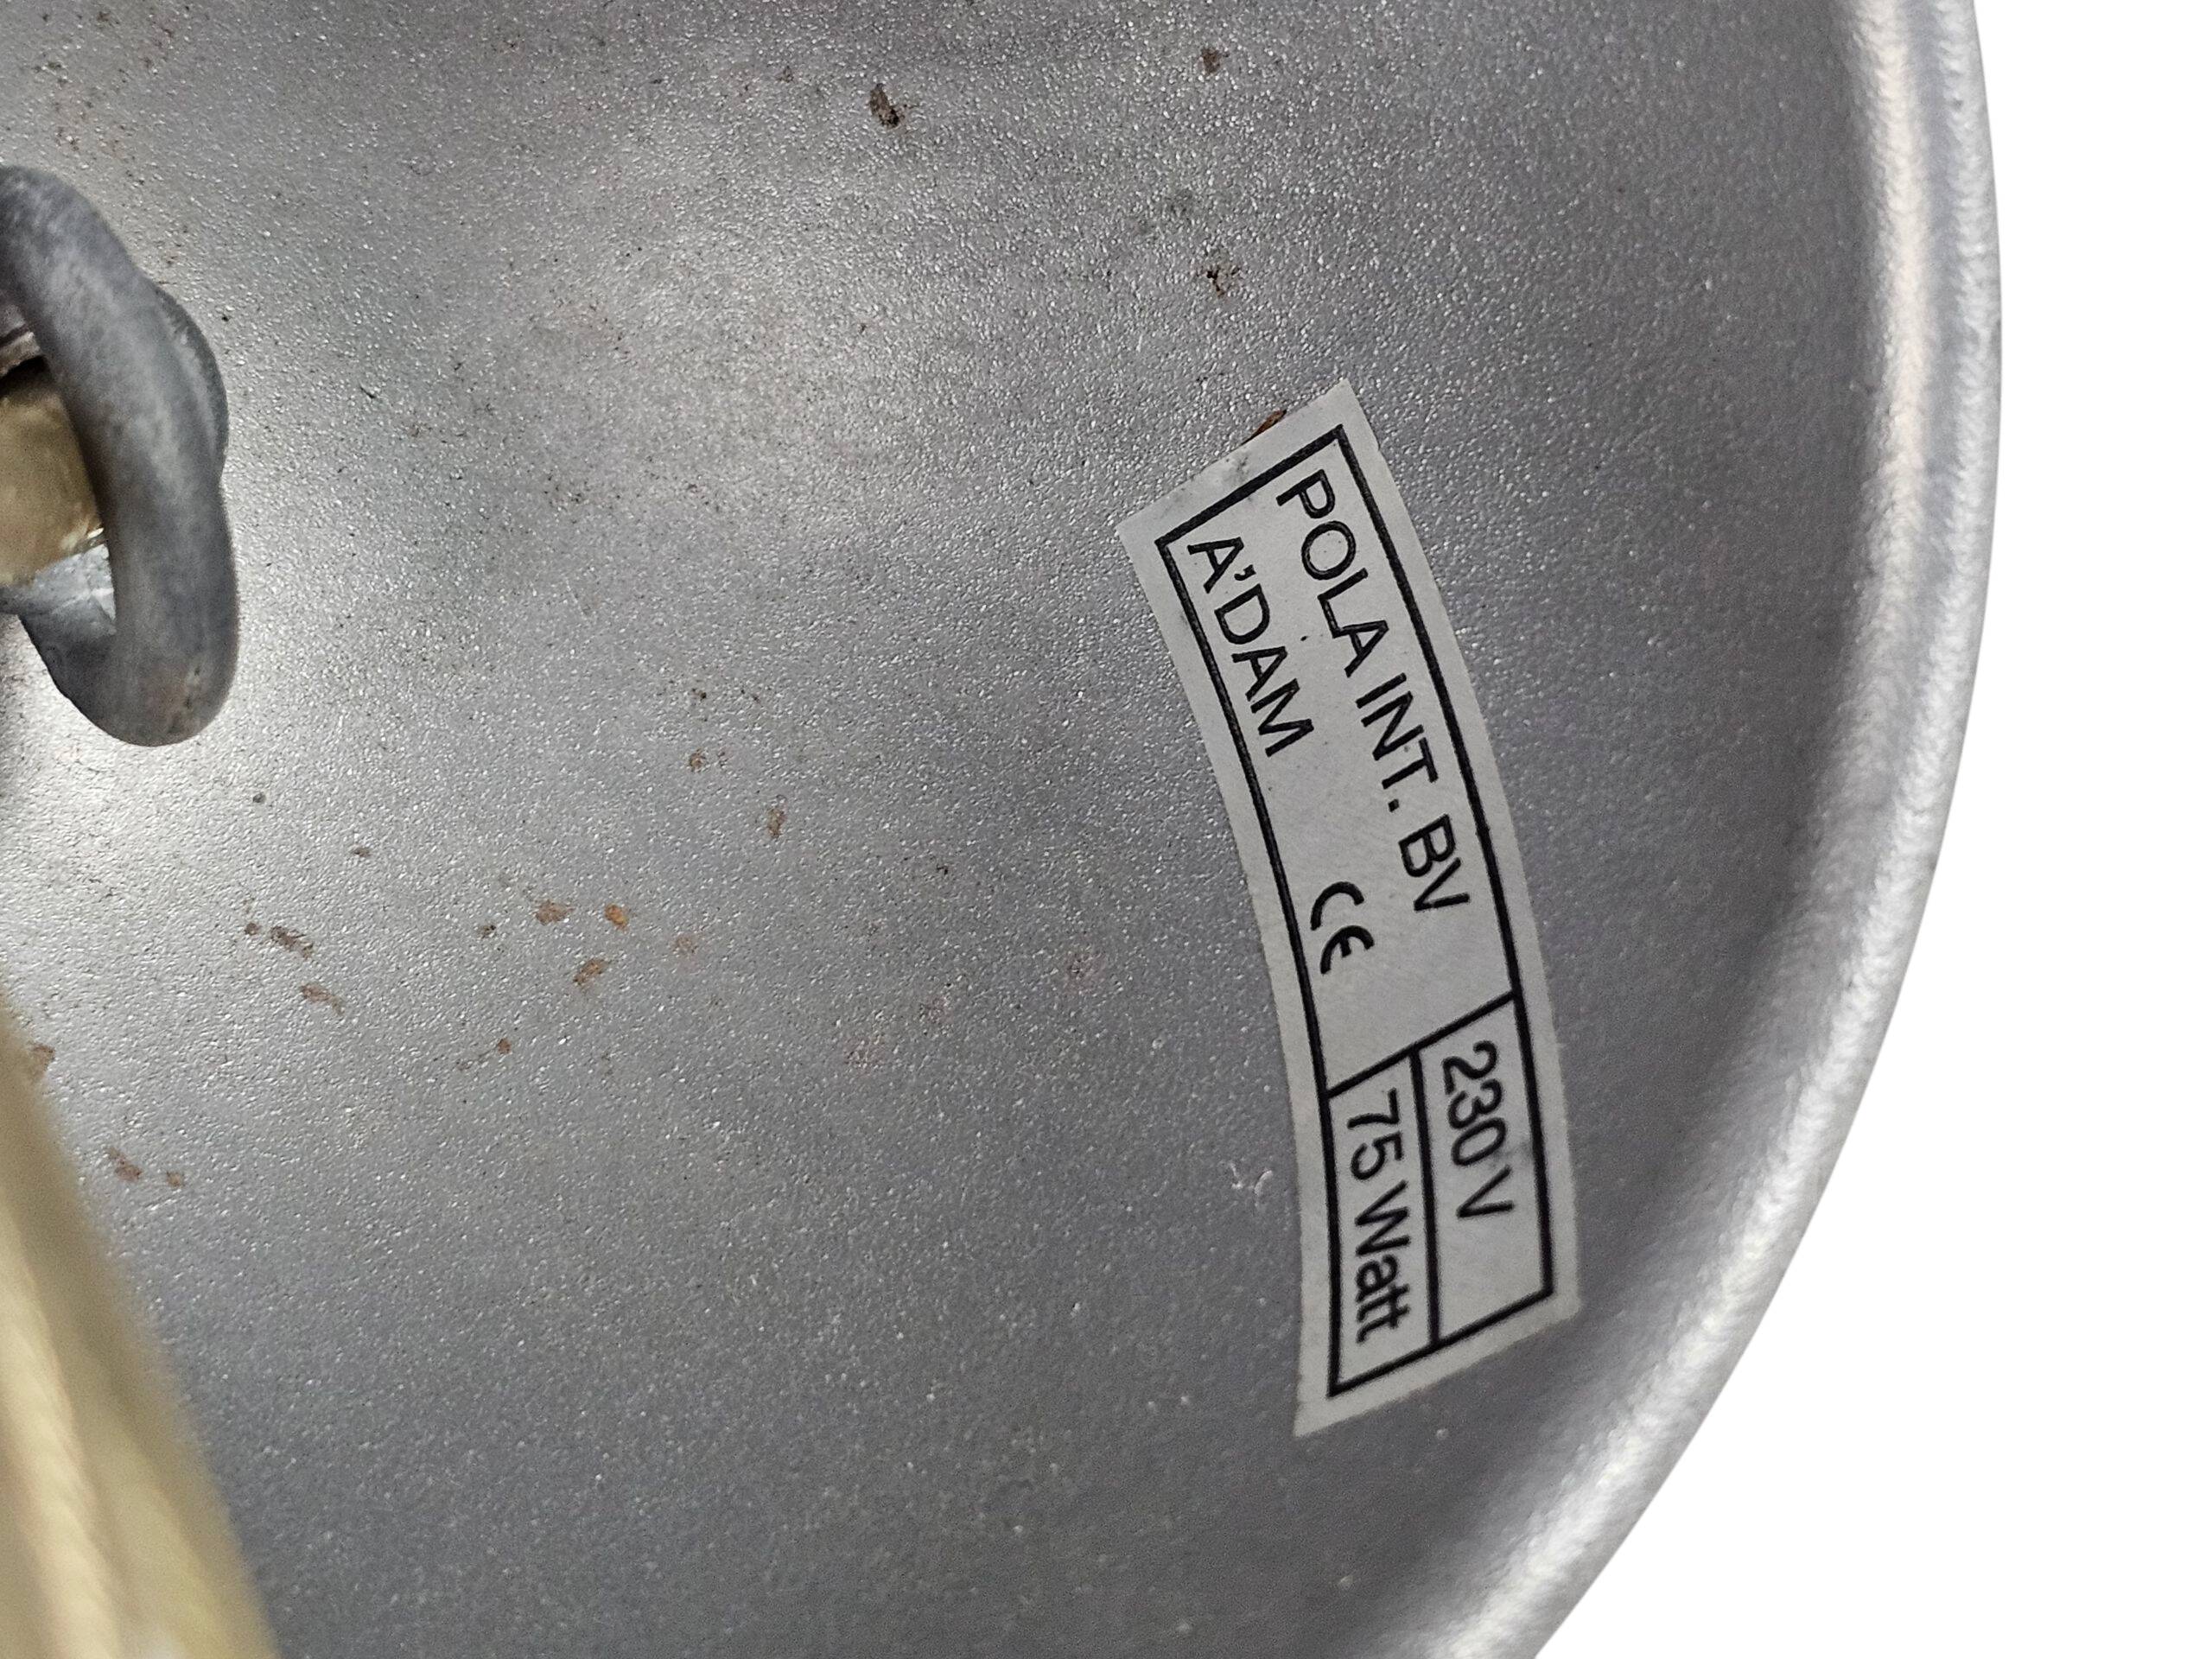 POLA INT. BV
A'DAM CE
230 V
75 Watt